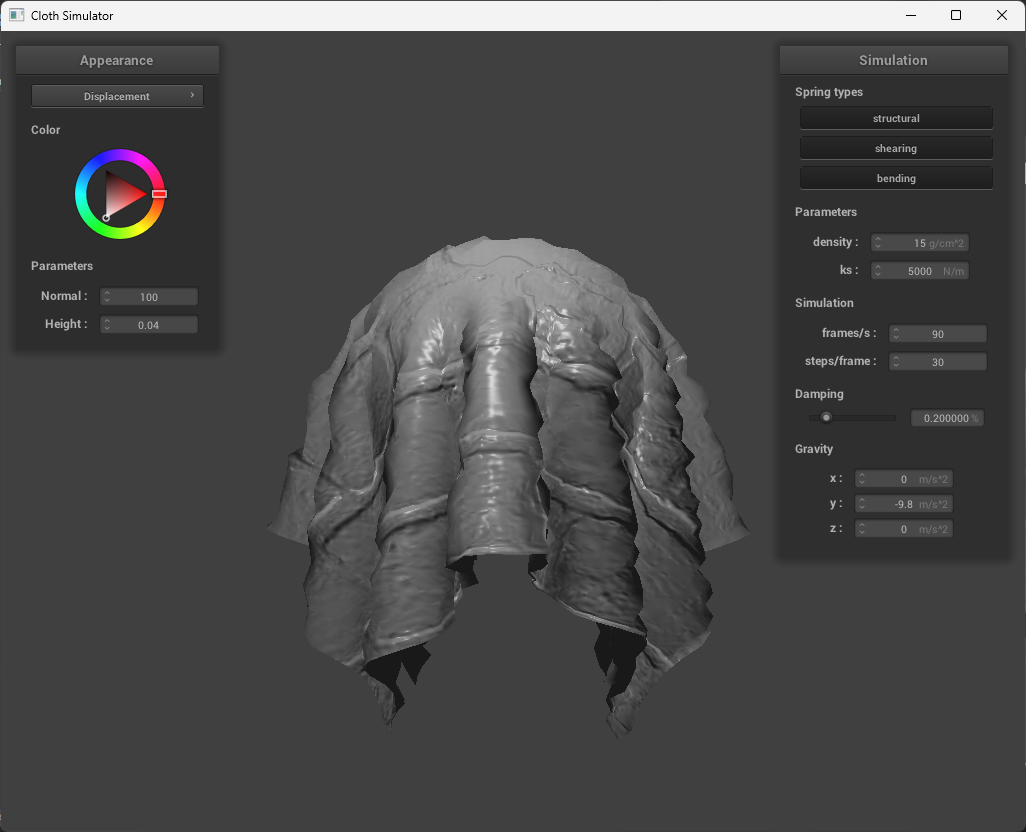 Cloth Simulator
Appearance
Displacement
Color
Parameters
Normal : 100
Height : 0.04
Simulation
Spring types
structural
shearing
bending
Parameters
density : 15 g/cm^2
ks : 5000 N/m
Simulation
frames/s : 90
steps/frame : 30
Damping
0.200000 %
Gravity
x : 0 m/s^2
y : -9.8 m/s^2
z : 0 m/s^2